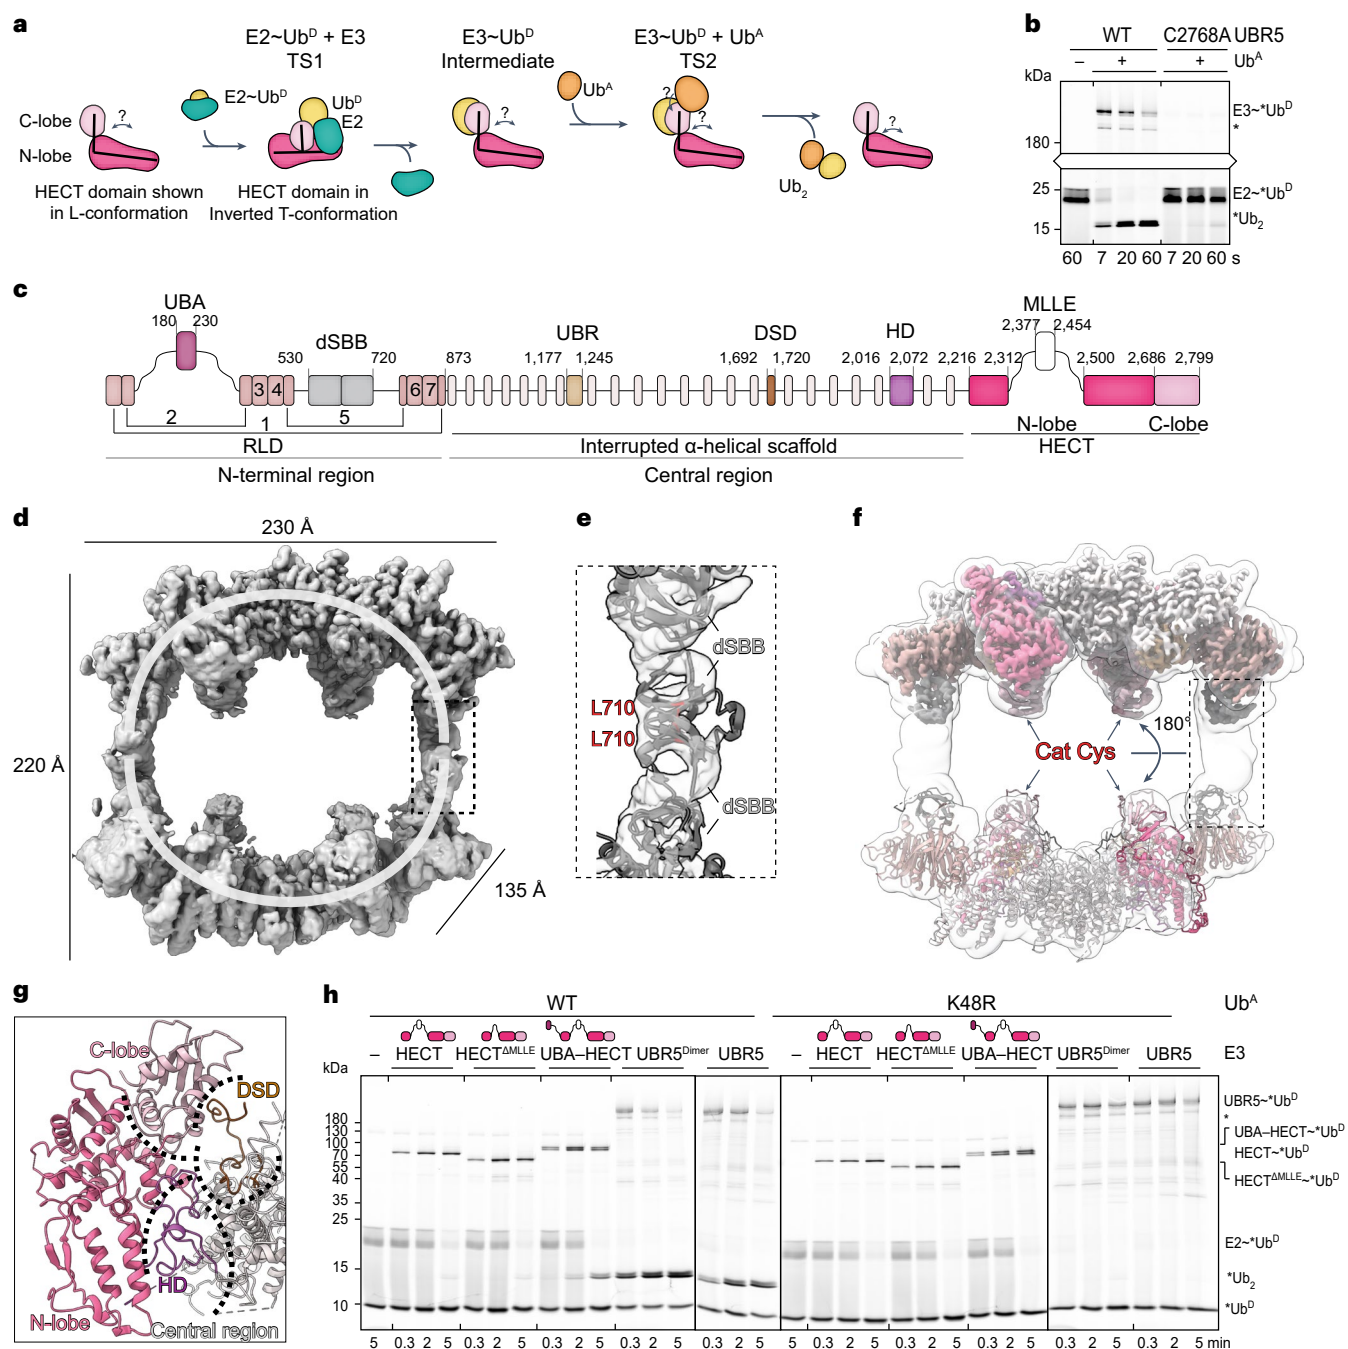 a
E2~Ub^D + E3
TS1
E3~Ub^D
Intermediate
E3~Ub^D + Ub^A
TS2
C-lobe
N-lobe
?
E2~Ub^D
Ub^D
E2
?
Ub^A
?
?
Ub2
?
HECT domain shown
in L-conformation
HECT domain in
Inverted T-conformation
b
WT C2768A UBR5
– + + Ub^A
kDa
E3~*Ub^D
*
180
25
E2~*Ub^D
*Ub2
15
60 7 20 60 7 20 60 s
c
UBA
180 230
MLLE
2,377 2,454
dSBB
530 720
873
UBR
1,177 1,245
DSD
1,692 1,720
HD
2,016 2,072
2,216 2,312
2,500 2,686 2,799
3 4 6 7
2 1 5
RLD
Interrupted α-helical scaffold
N-lobe C-lobe
HECT
N-terminal region
Central region
d
230 Å
220 Å
135 Å
e
dSBB
L710
L710
dSBB
f
180°
Cat Cys
g
C-lobe
DSD
HD
N-lobe
Central region
h
WT K48R Ub^A
– HECT HECT^ΔMLLE UBA–HECT UBR5^Dimer UBR5 – HECT HECT^ΔMLLE UBA–HECT UBR5^Dimer UBR5 E3
kDa
180
130
100
70
55
40
35
25
15
10
UBR5~*Ub^D
*
UBA–HECT~*Ub^D
HECT~*Ub^D
HECT^ΔMLLE~*Ub^D
E2~*Ub^D
*Ub2
*Ub^D
5 0.3 2 5 0.3 2 5 0.3 2 5 0.3 2 5 0.3 2 5 5 0.3 2 5 0.3 2 5 0.3 2 5 0.3 2 5 0.3 2 5 min